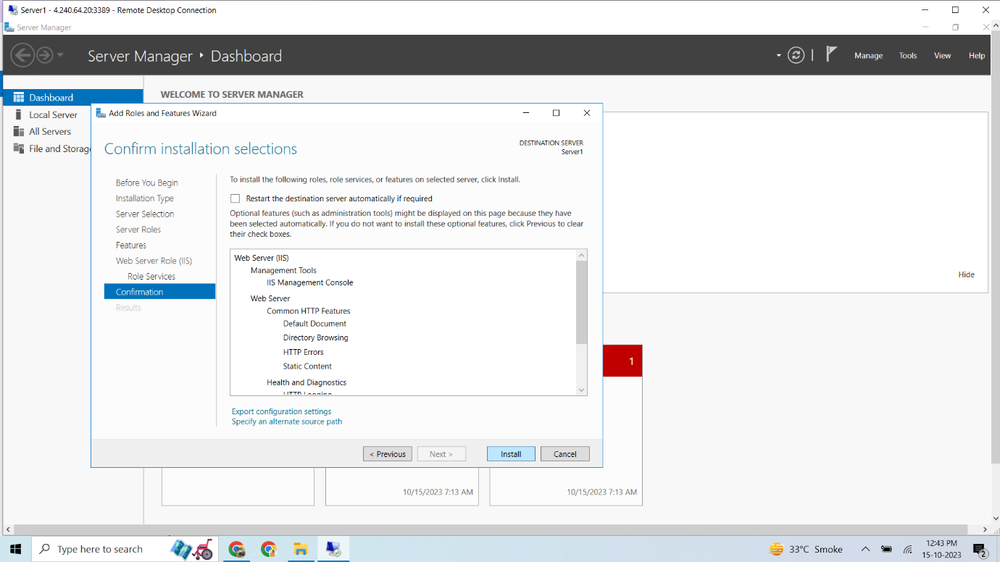 Server1 - 4.240.64.20:3389 - Remote Desktop Connection
Server Manager
Server Manager
Dashboard
Manage
Tools
View
Help
Dashboard
Local Server
All Servers
File and Storag
WELCOME TO SERVER MANAGER
Add Roles and Features Wizard
Confirm installation selections
DESTINATION SERVER
Server1
Before You Begin
Installation Type
Server Selection
Server Roles
Features
Web Server Role (IIS)
Role Services
Confirmation
Results
To install the following roles, role services, or features on selected server, click Install.
Restart the destination server automatically if required
Optional features (such as administration tools) might be displayed on this page because they have
been selected automatically. If you do not want to install these optional features, click Previous to clear
their check boxes.
Web Server (IIS)
Management Tools
IIS Management Console
Web Server
Common HTTP Features
Default Document
Directory Browsing
HTTP Errors
Static Content
Health and Diagnostics
HTTP Logging
Export configuration settings
Specify an alternate source path
< Previous
Next >
Install
Cancel
Hide
1
10/15/2023 7:13 AM
10/15/2023 7:13 AM
Type here to search
33°C Smoke
12:43 PM
15-10-2023
2